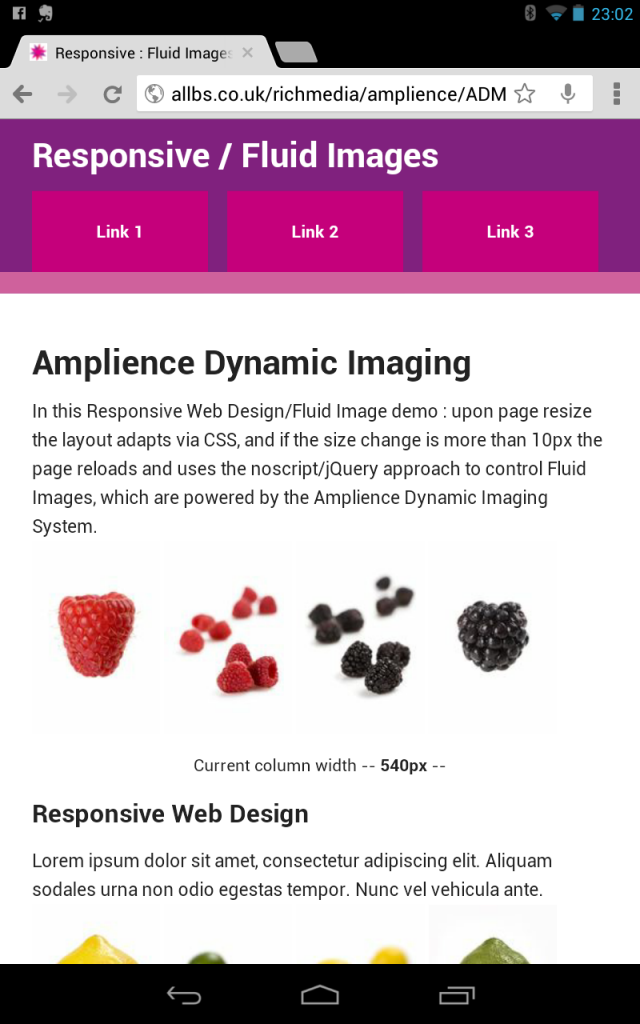 23:02
Responsive : Fluid Images
allbs.co.uk/richmedia/amplience/ADM
Responsive / Fluid Images
Link 1
Link 2
Link 3
Amplience Dynamic Imaging
In this Responsive Web Design/Fluid Image demo : upon page resize
the layout adapts via CSS, and if the size change is more than 10px the
page reloads and uses the noscript/jQuery approach to control Fluid
Images, which are powered by the Amplience Dynamic Imaging
System.
Current column width -- 540px --
Responsive Web Design
Lorem ipsum dolor sit amet, consectetur adipiscing elit. Aliquam
sodales urna non odio egestas tempor. Nunc vel vehicula ante.